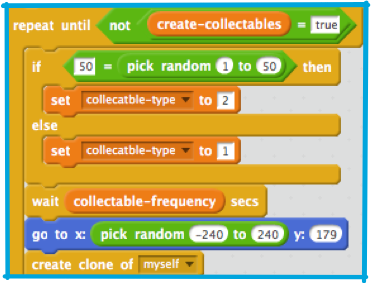 repeat until not create-collectables = true
if 50 = pick random 1 to 50 then
set collecatble-type to 2
else
set collecatble-type to 1
wait collectable-frequency secs
go to x: pick random -240 to 240 y: 179
create clone of myself